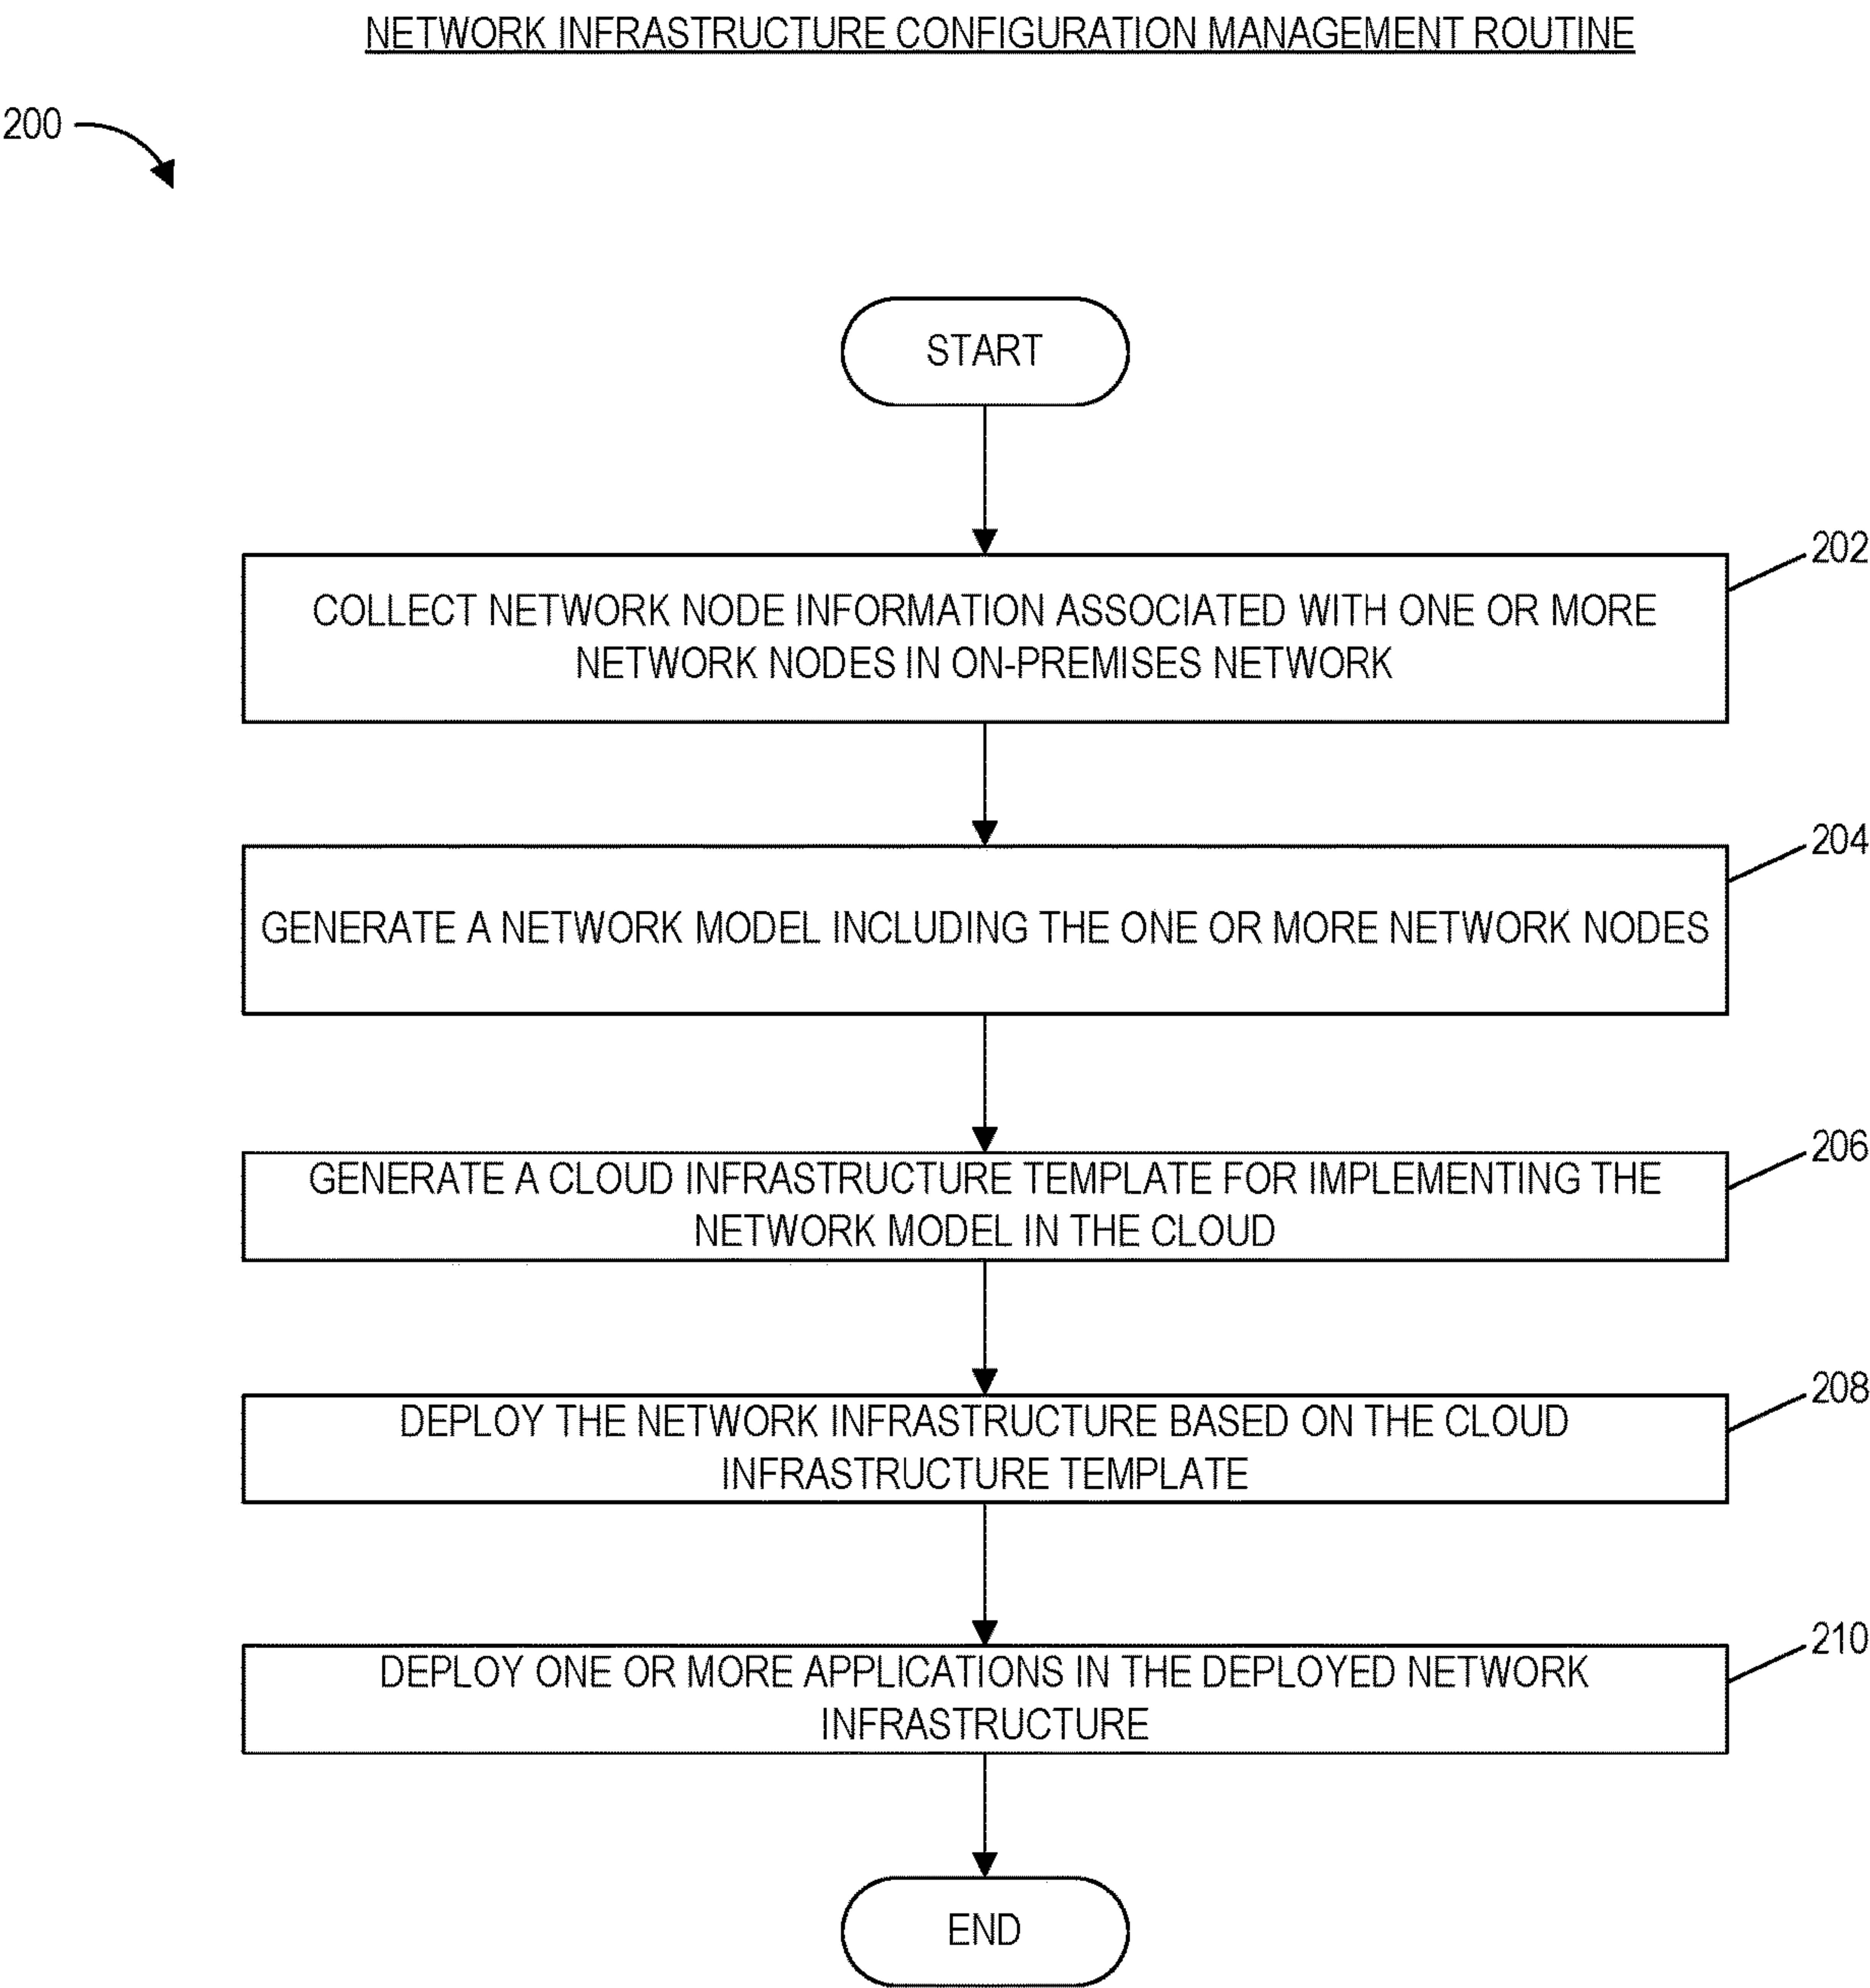 NETWORK INFRASTRUCTURE CONFIGURATION MANAGEMENT ROUTINE
200
START
202
COLLECT NETWORK NODE INFORMATION ASSOCIATED WITH ONE OR MORE
NETWORK NODES IN ON-PREMISES NETWORK
204
GENERATE A NETWORK MODEL INCLUDING THE ONE OR MORE NETWORK NODES
206
GENERATE A CLOUD INFRASTRUCTURE TEMPLATE FOR IMPLEMENTING THE
NETWORK MODEL IN THE CLOUD
208
DEPLOY THE NETWORK INFRASTRUCTURE BASED ON THE CLOUD
INFRASTRUCTURE TEMPLATE
210
DEPLOY ONE OR MORE APPLICATIONS IN THE DEPLOYED NETWORK
INFRASTRUCTURE
END